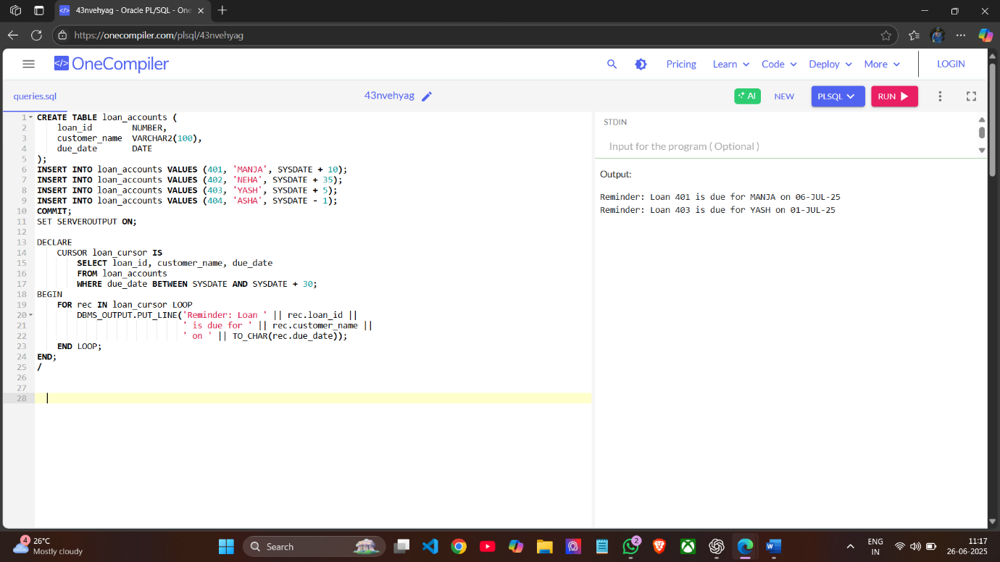 43nvehyag - Oracle PL/SQL - One
https://onecompiler.com/plsql/43nvehyag
</> OneCompiler
Pricing
Learn
Code
Deploy
More
LOGIN
queries.sql
43nvehyag
AI
NEW
PLSQL
RUN
1 CREATE TABLE loan_accounts (
2     loan_id        NUMBER,
3     customer_name  VARCHAR2(100),
4     due_date       DATE
5 );
6 INSERT INTO loan_accounts VALUES (401, 'MANJA', SYSDATE + 10);
7 INSERT INTO loan_accounts VALUES (402, 'NEHA', SYSDATE + 35);
8 INSERT INTO loan_accounts VALUES (403, 'YASH', SYSDATE + 5);
9 INSERT INTO loan_accounts VALUES (404, 'ASHA', SYSDATE - 1);
10 COMMIT;
11 SET SERVEROUTPUT ON;
12
13 DECLARE
14     CURSOR loan_cursor IS
15         SELECT loan_id, customer_name, due_date
16         FROM loan_accounts
17         WHERE due_date BETWEEN SYSDATE AND SYSDATE + 30;
18 BEGIN
19     FOR rec IN loan_cursor LOOP
20         DBMS_OUTPUT.PUT_LINE('Reminder: Loan ' || rec.loan_id ||
21                              ' is due for ' || rec.customer_name ||
22                              ' on ' || TO_CHAR(rec.due_date));
23     END LOOP;
24 END;
25 /
26
27
28
STDIN
Input for the program ( Optional )
Output:
Reminder: Loan 401 is due for MANJA on 06-JUL-25
Reminder: Loan 403 is due for YASH on 01-JUL-25
4
26°C
Mostly cloudy
Search
2
ENG
IN
11:17
26-06-2025